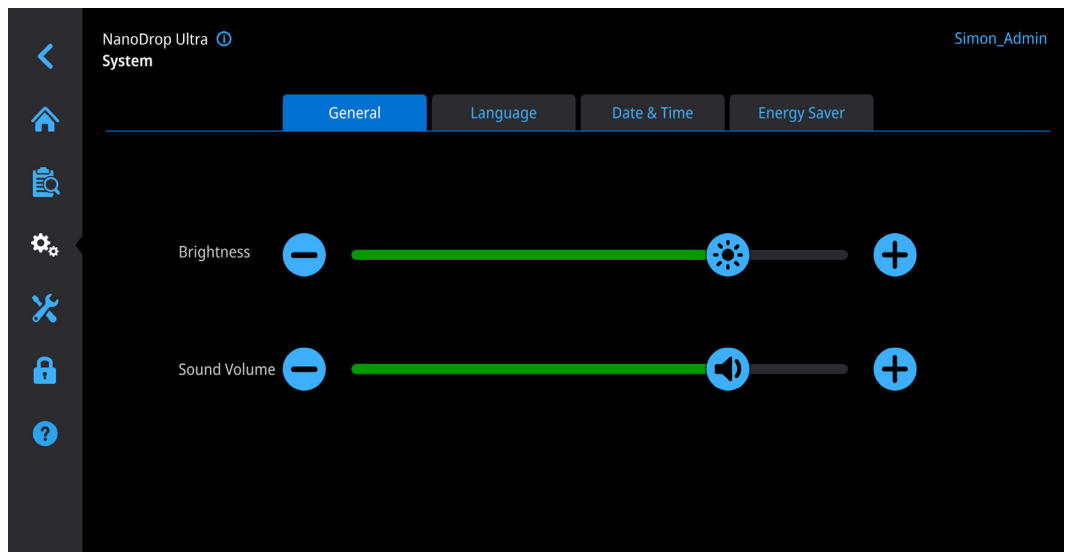 NanoDrop Ultra
Simon_Admin
System
General
Language
Date & Time
Energy Saver
Brightness
Sound Volume
?